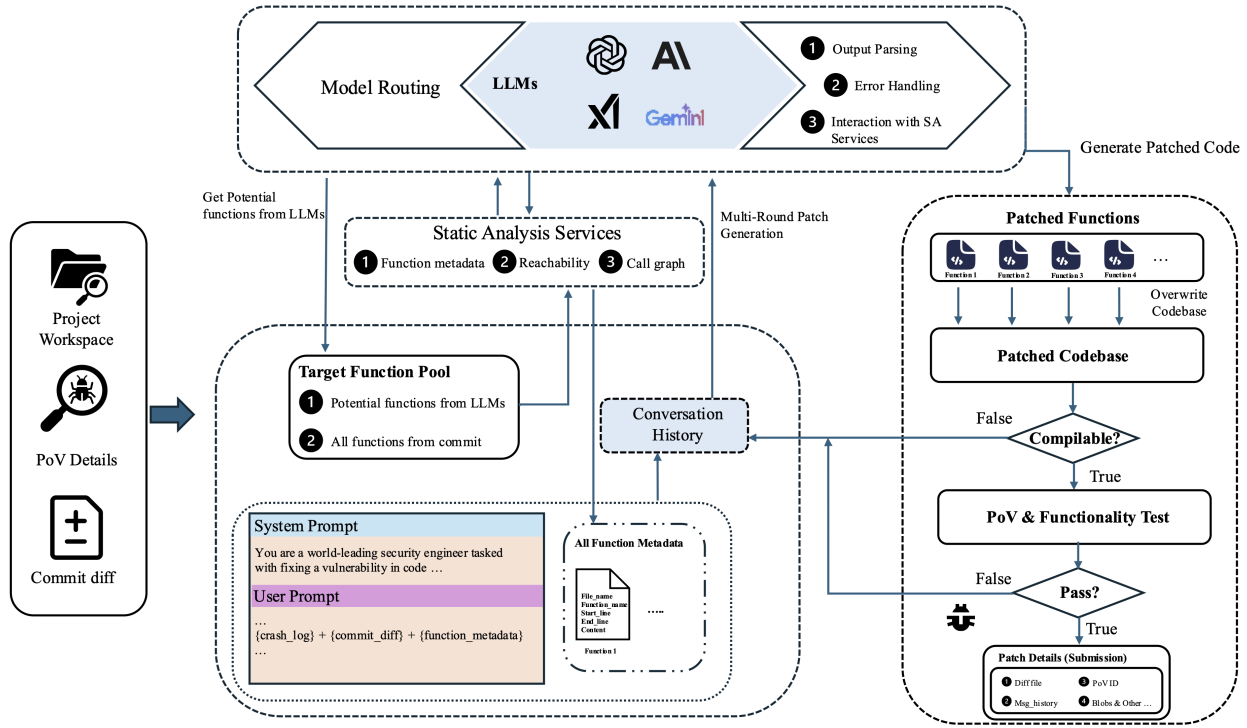 Model Routing
LLMs
AI
xI
Gemini
1 Output Parsing
2 Error Handling
3 Interaction with SA
Services
Generate Patched Code
Get Potential
functions from LLMs
Static Analysis Services
1 Function metadata 2 Reachability 3 Call graph
Multi-Round Patch
Generation
Project
Workspace
PoV Details
Commit diff
Target Function Pool
1 Potential functions from LLMs
2 All functions from commit
Conversation
History
System Prompt
You are a world-leading security engineer tasked
with fixing a vulnerability in code ...
User Prompt
...
{crash_log} + {commit_diff} + {function_metadata}
...
All Function Metadata
File_name
Function_name
Start_line
End_line
Content
.....
Function 1
Patched Functions
</> </> </> </> ...
Function 1 Function 2 Function 3 Function 4
Overwrite
Codebase
Patched Codebase
False
Compilable?
True
PoV & Functionality Test
False
Pass?
True
Patch Details (Submission)
1 Diff file 3 PoV ID
2 Msg_history 4 Blobs & Other ...